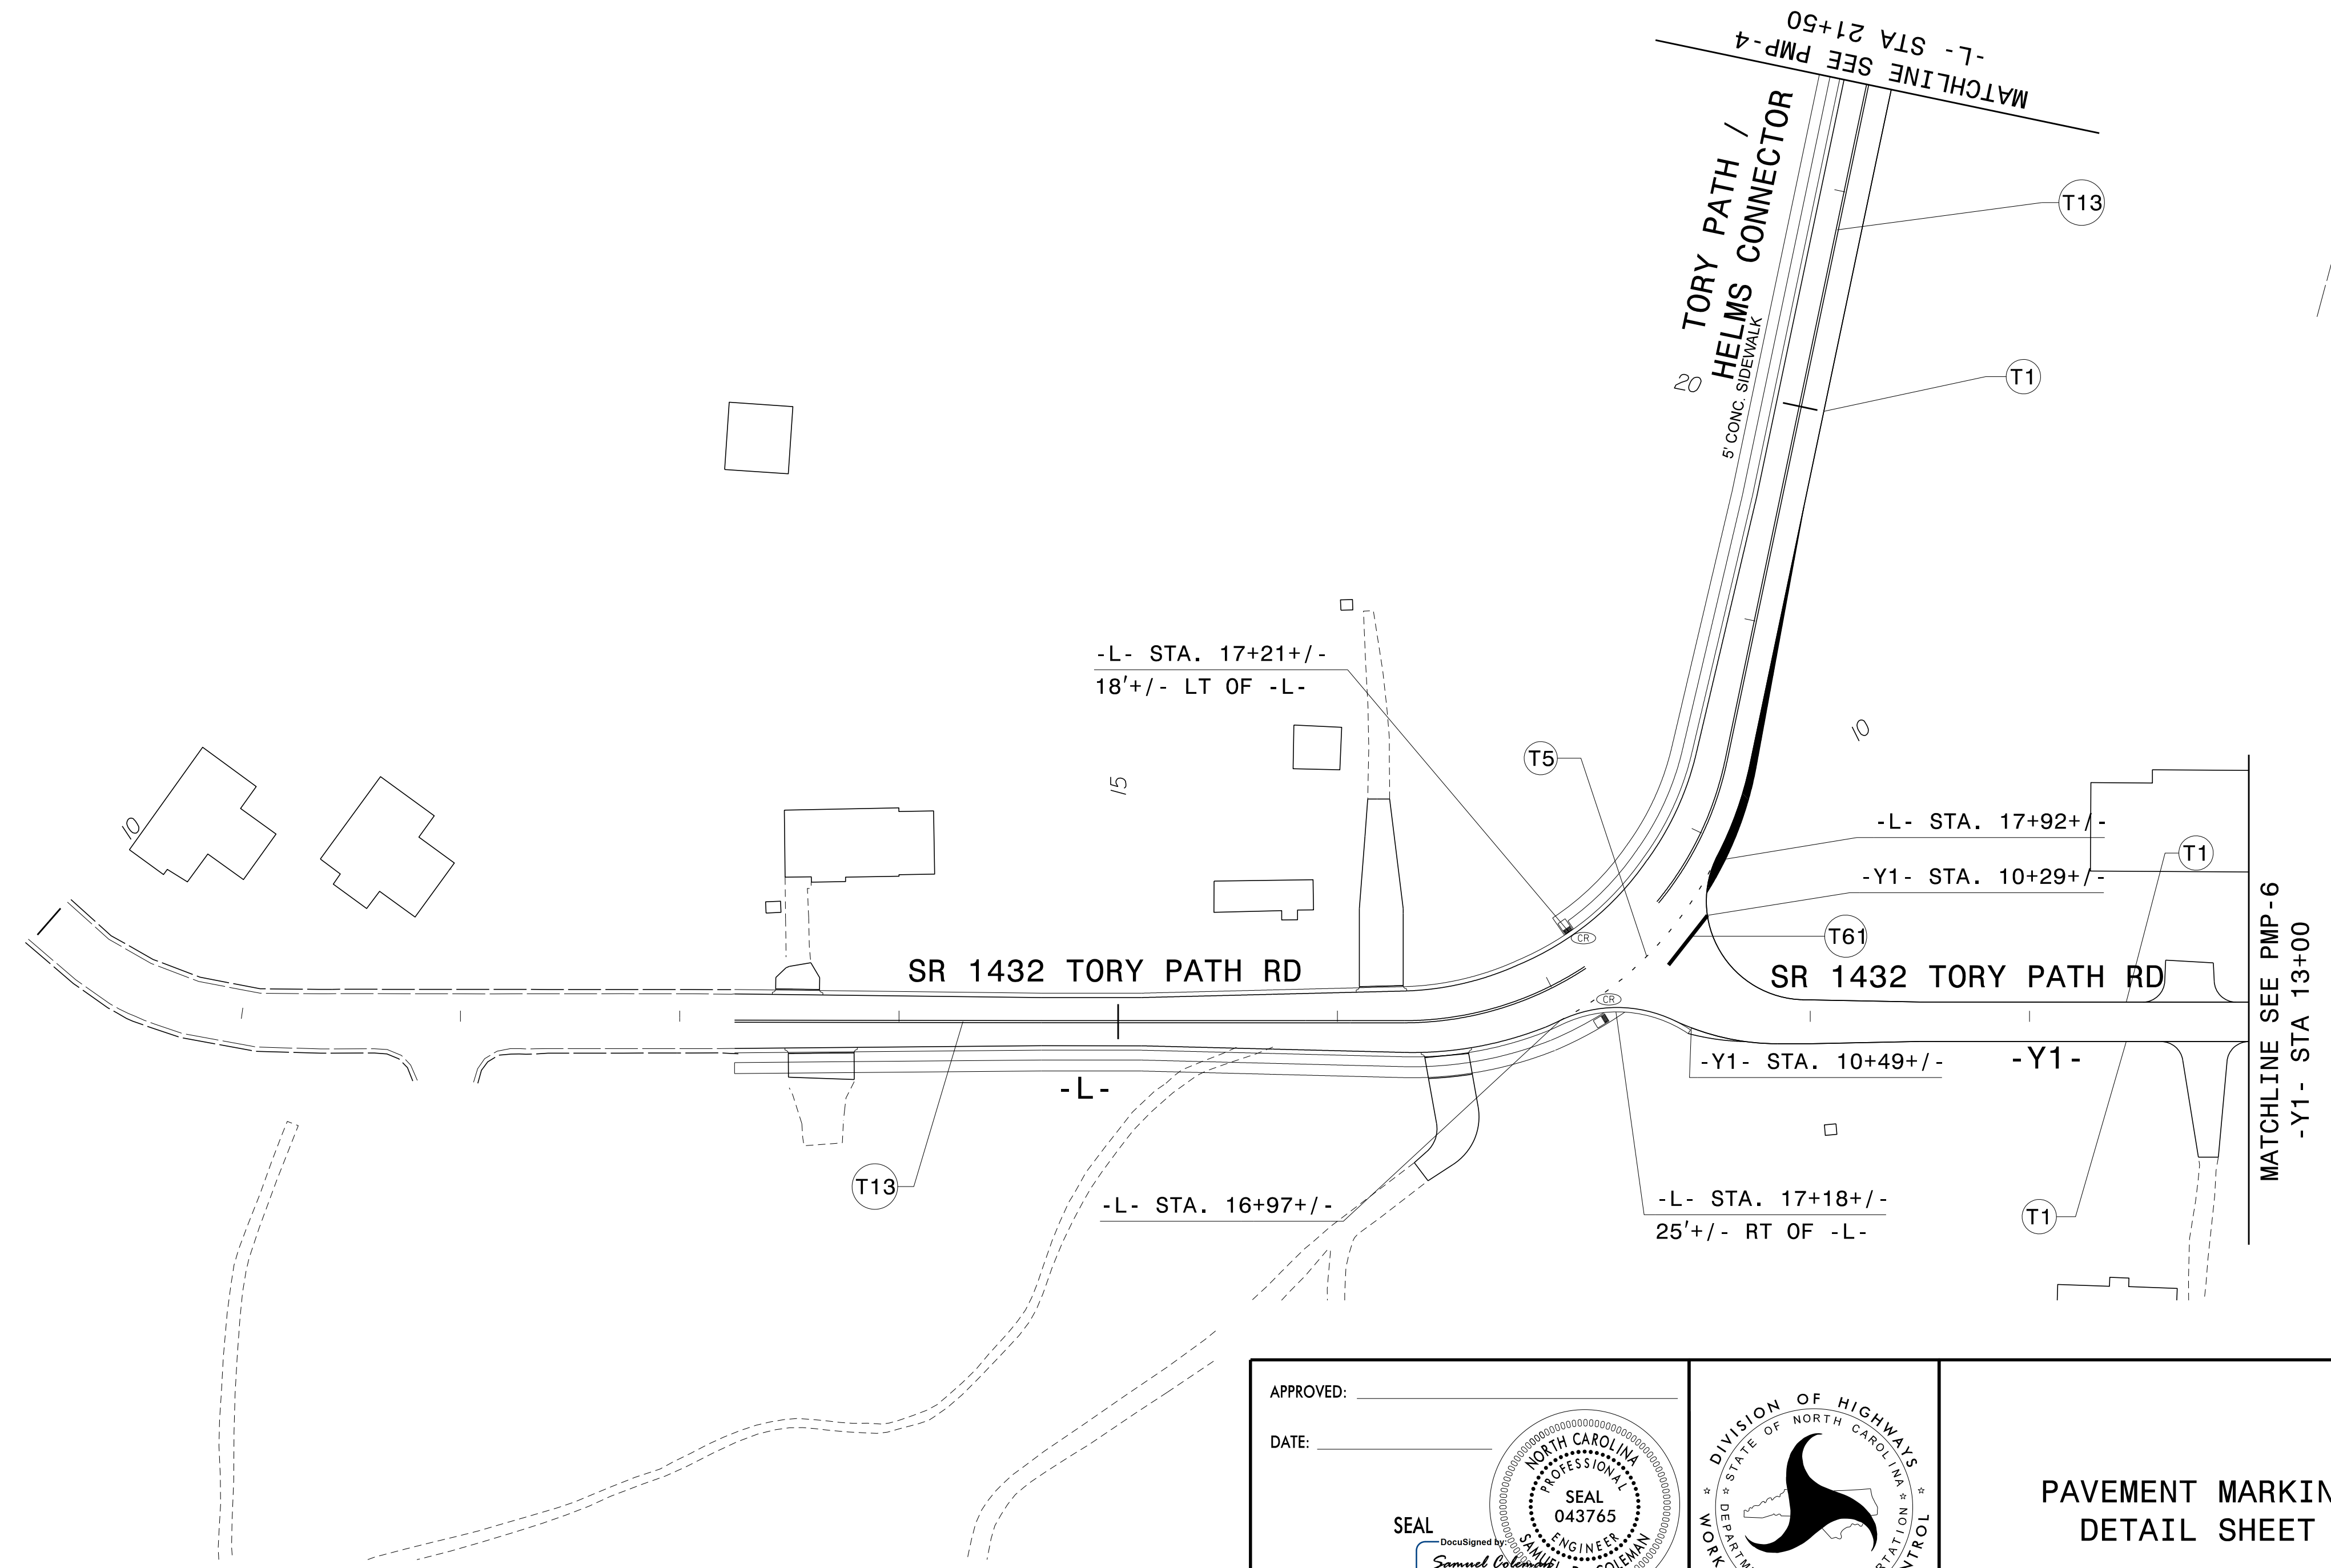 -L- STA 21+50
MATCHLINE SEE PMP-4
TORY PATH /
HELMS CONNECTOR
5' CONC. SIDEWALK
T13
T1
20
-L- STA. 17+21+/-
18'+/- LT OF -L-
T5
10
15
10
-L- STA. 17+92+/-
T1
-Y1- STA. 10+29+/-
T61
CR
SR 1432 TORY PATH RD
SR 1432 TORY PATH RD
CR
MATCHLINE SEE PMP-6
-Y1- STA 13+00
-Y1- STA. 10+49+/-
-Y1-
-L-
T13
-L- STA. 16+97+/-
-L- STA. 17+18+/-
25'+/- RT OF -L-
T1
APPROVED:
DATE:
SEAL
NORTH CAROLINA
PROFESSIONAL
SEAL
043765
ENGINEER
SAMUEL COLEMAN
DocuSigned by:
Samuel Coleman
DIVISION OF HIGHWAYS
STATE OF NORTH CAROLINA
PAVEMENT MARKIN
DETAIL SHEET